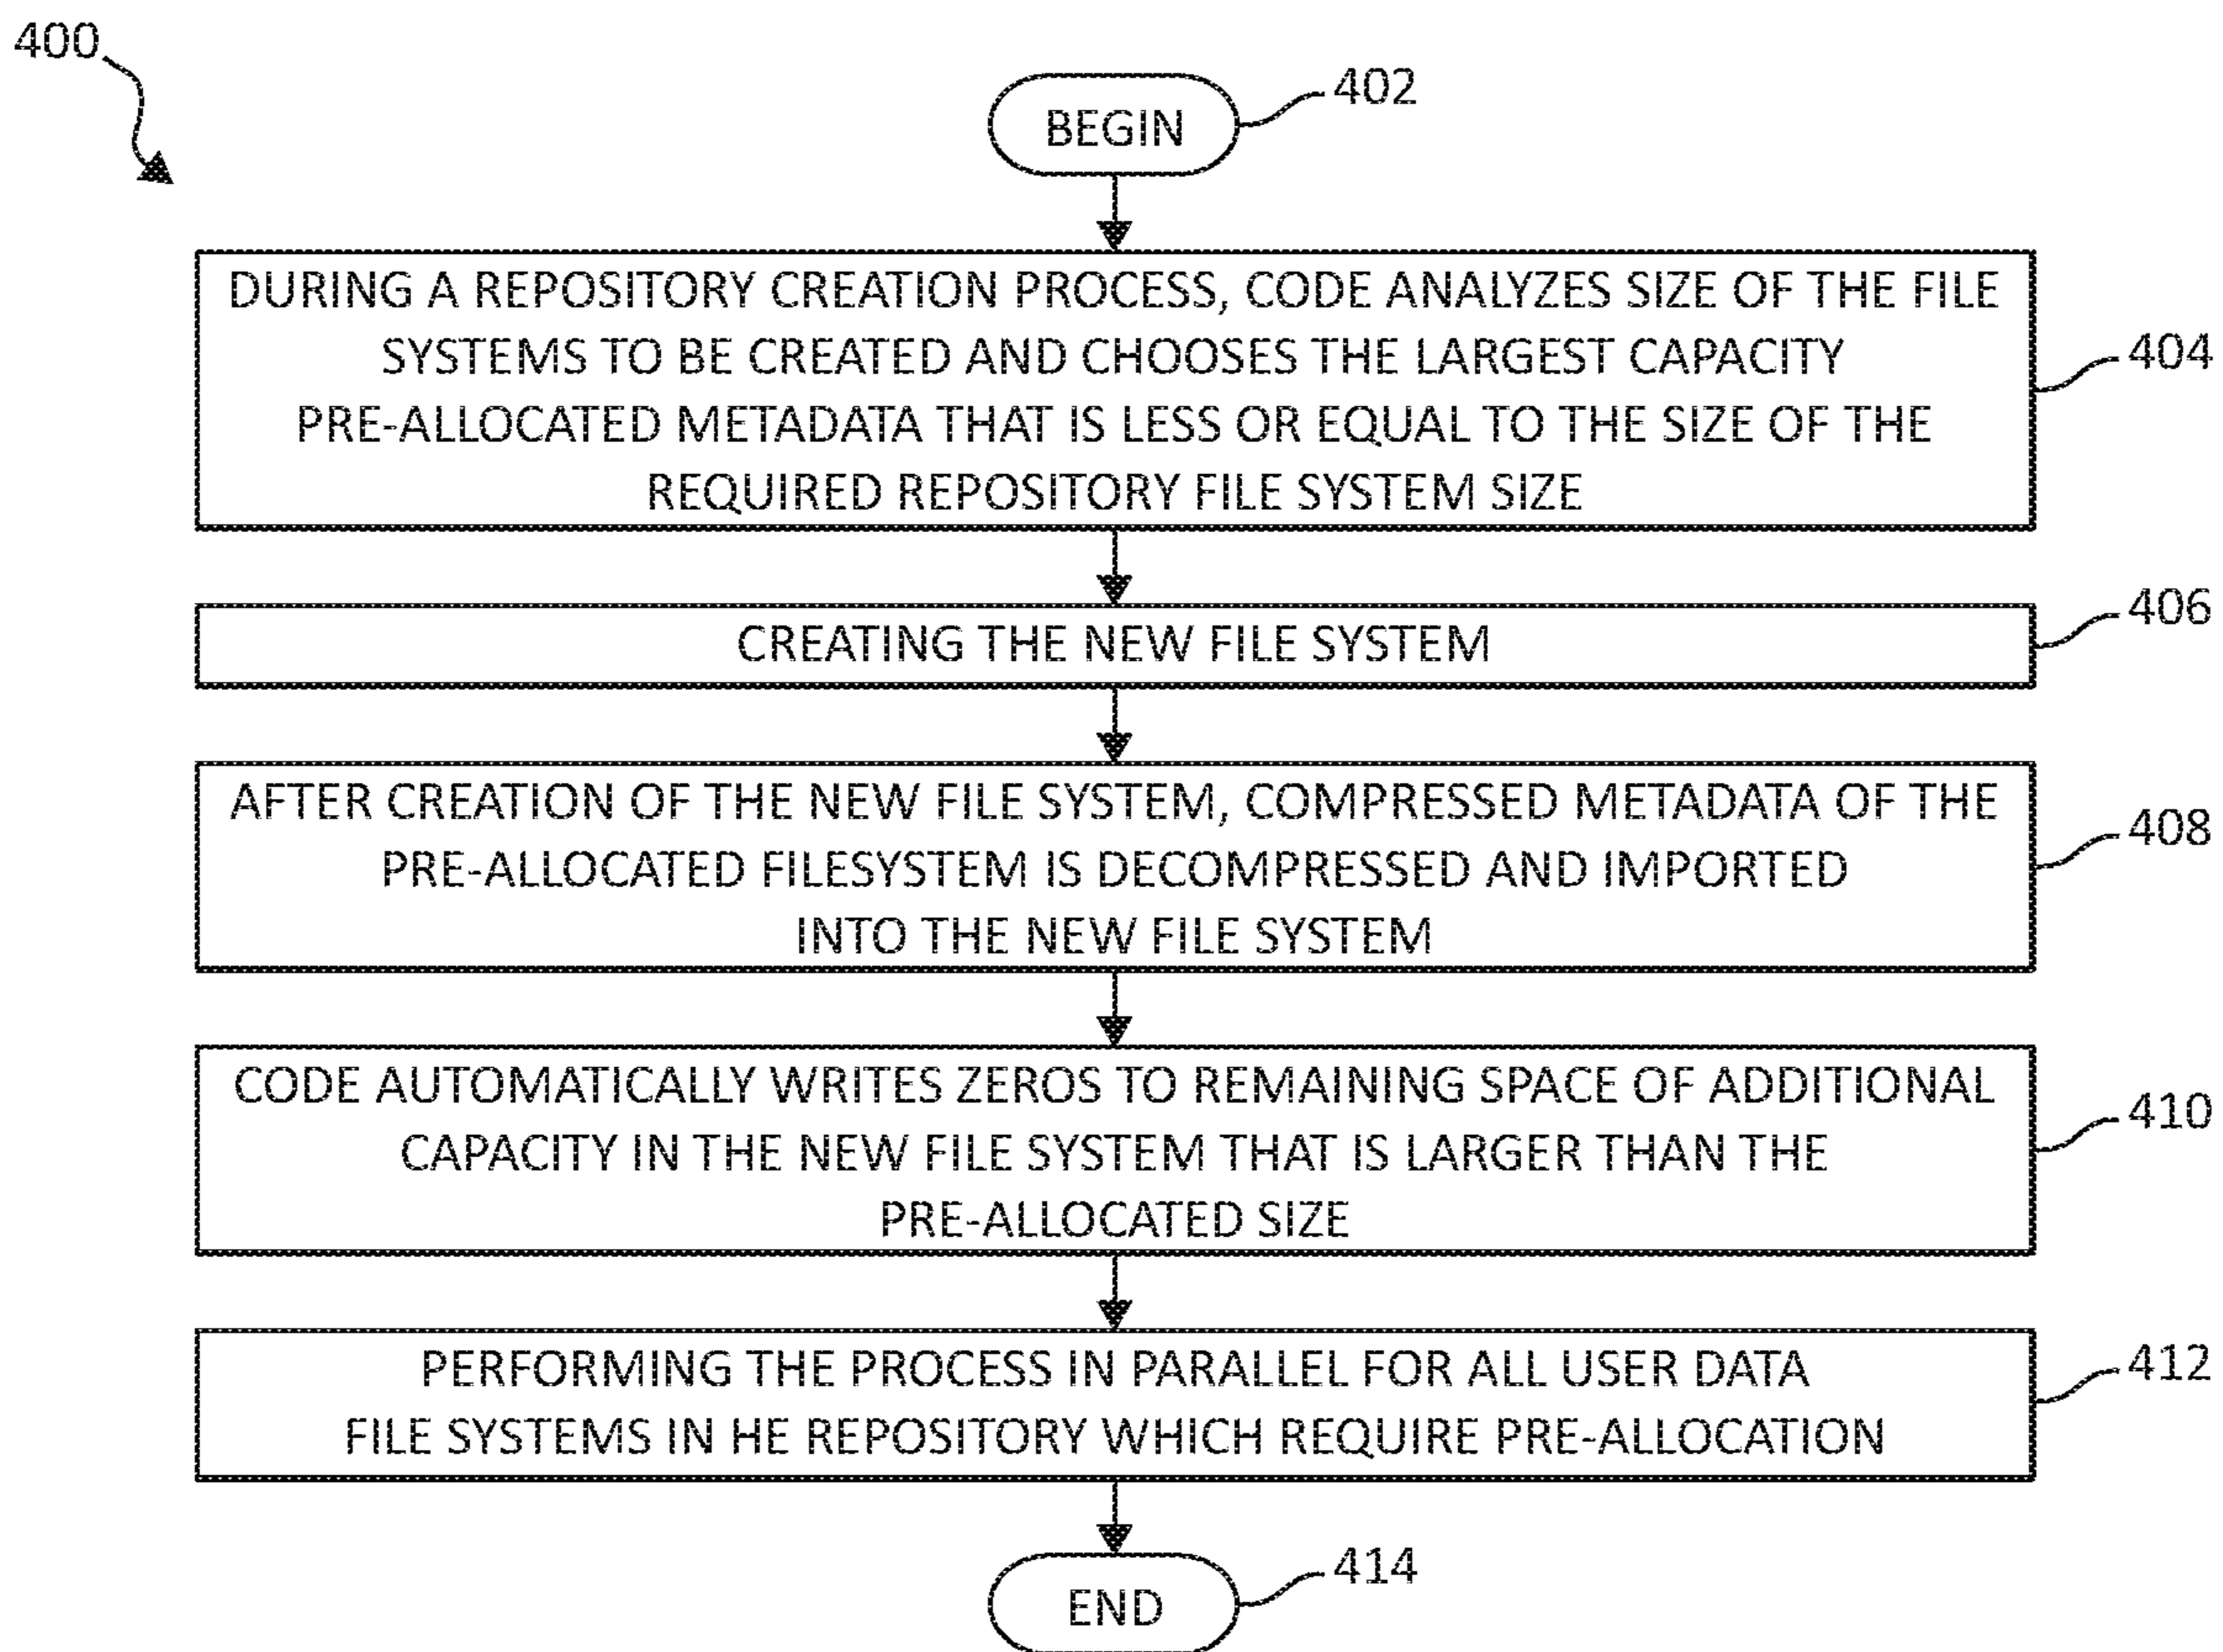 400
BEGIN
402
DURING A REPOSITORY CREATION PROCESS, CODE ANALYZES SIZE OF THE FILE
SYSTEMS TO BE CREATED AND CHOOSES THE LARGEST CAPACITY
PRE-ALLOCATED METADATA THAT IS LESS OR EQUAL TO THE SIZE OF THE
REQUIRED REPOSITORY FILE SYSTEM SIZE
404
CREATING THE NEW FILE SYSTEM
406
AFTER CREATION OF THE NEW FILE SYSTEM, COMPRESSED METADATA OF THE
PRE-ALLOCATED FILESYSTEM IS DECOMPRESSED AND IMPORTED
INTO THE NEW FILE SYSTEM
408
CODE AUTOMATICALLY WRITES ZEROS TO REMAINING SPACE OF ADDITIONAL
CAPACITY IN THE NEW FILE SYSTEM THAT IS LARGER THAN THE
PRE-ALLOCATED SIZE
410
PERFORMING THE PROCESS IN PARALLEL FOR ALL USER DATA
FILE SYSTEMS IN HE REPOSITORY WHICH REQUIRE PRE-ALLOCATION
412
END
414